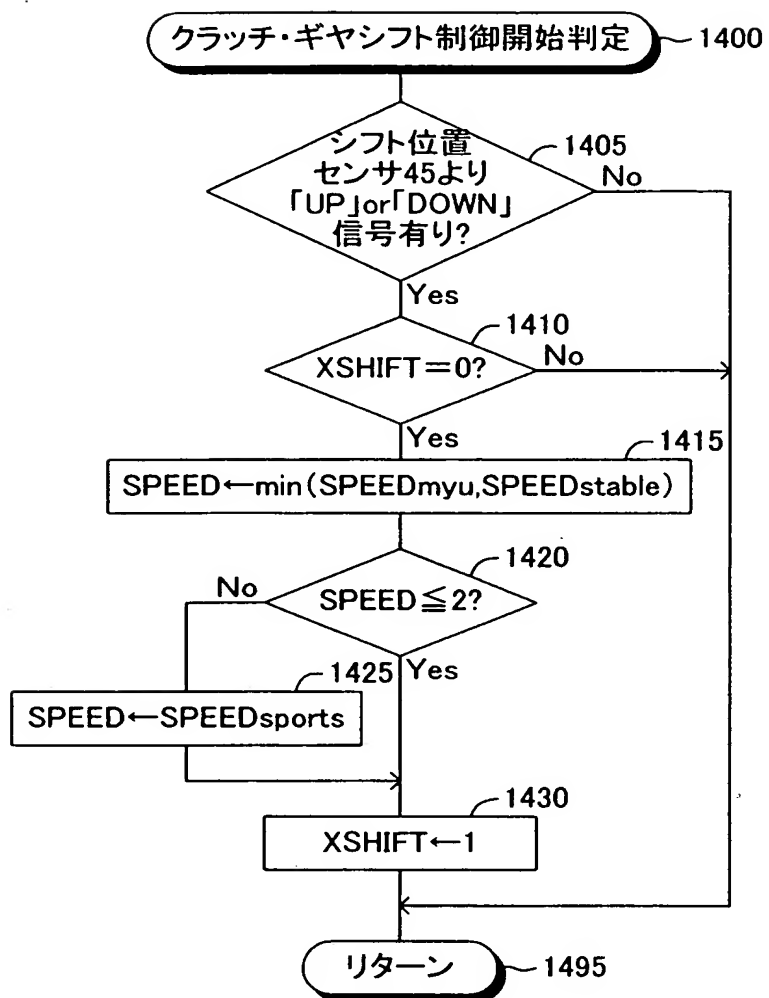 クラッチ・ギヤシフト制御開始判定
1400
シフト位置
センサ45より
「UP」or「DOWN」
信号有り?
1405
No
Yes
XSHIFT=0?
1410
No
Yes
1415
SPEED←min(SPEEDmyu,SPEEDstable)
1420
SPEED≦2?
No
Yes
1425
SPEED←SPEEDsports
1430
XSHIFT←1
リターン
1495